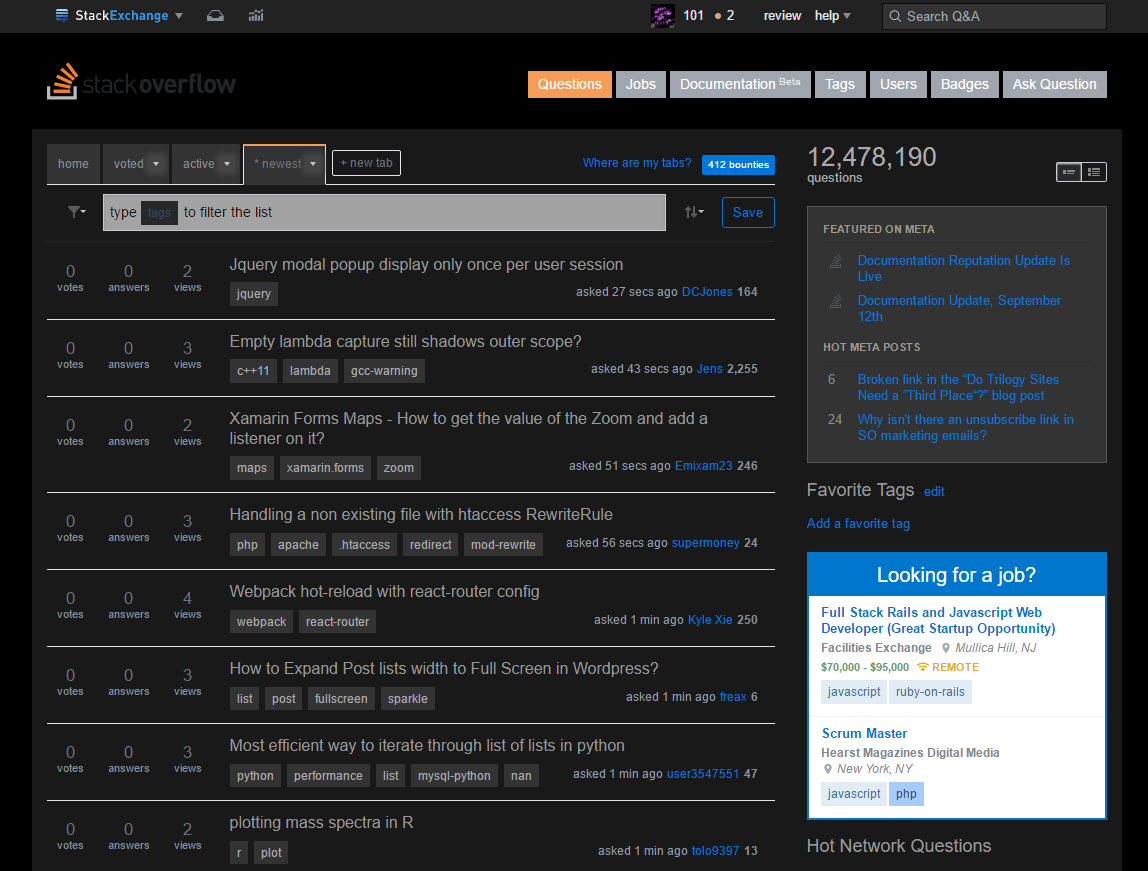 StackExchange
101 2 review help Search Q&A
stackoverflow
Questions Jobs Documentation Beta Tags Users Badges Ask Question
home voted active * newest + new tab Where are my tabs? 412 bounties
type tags to filter the list Save
0 votes 0 answers 2 views
Jquery modal popup display only once per user session
jquery
asked 27 secs ago DCJones 164
0 votes 0 answers 3 views
Empty lambda capture still shadows outer scope?
c++11 lambda gcc-warning
asked 43 secs ago Jens 2,255
0 votes 0 answers 2 views
Xamarin Forms Maps - How to get the value of the Zoom and add a
listener on it?
maps xamarin.forms zoom
asked 51 secs ago Emixam23 246
0 votes 0 answers 3 views
Handling a non existing file with htaccess RewriteRule
php apache .htaccess redirect mod-rewrite
asked 56 secs ago supermoney 24
0 votes 0 answers 4 views
Webpack hot-reload with react-router config
webpack react-router
asked 1 min ago Kyle Xie 250
0 votes 0 answers 3 views
How to Expand Post lists width to Full Screen in Wordpress?
list post fullscreen sparkle
asked 1 min ago freax 6
0 votes 0 answers 3 views
Most efficient way to iterate through list of lists in python
python performance list mysql-python nan
asked 1 min ago user3547551 47
0 votes 0 answers 2 views
plotting mass spectra in R
r plot
asked 1 min ago tolo9397 13
12,478,190
questions
FEATURED ON META
Documentation Reputation Update Is
Live
Documentation Update, September
12th
HOT META POSTS
6 Broken link in the “Do Trilogy Sites
Need a "Third Place“?” blog post
24 Why isn't there an unsubscribe link in
SO marketing emails?
Favorite Tags edit
Add a favorite tag
Looking for a job?
Full Stack Rails and Javascript Web
Developer (Great Startup Opportunity)
Facilities Exchange Mullica Hill, NJ
$70,000 - $95,000 REMOTE
javascript ruby-on-rails
Scrum Master
Hearst Magazines Digital Media
New York, NY
javascript php
Hot Network Questions